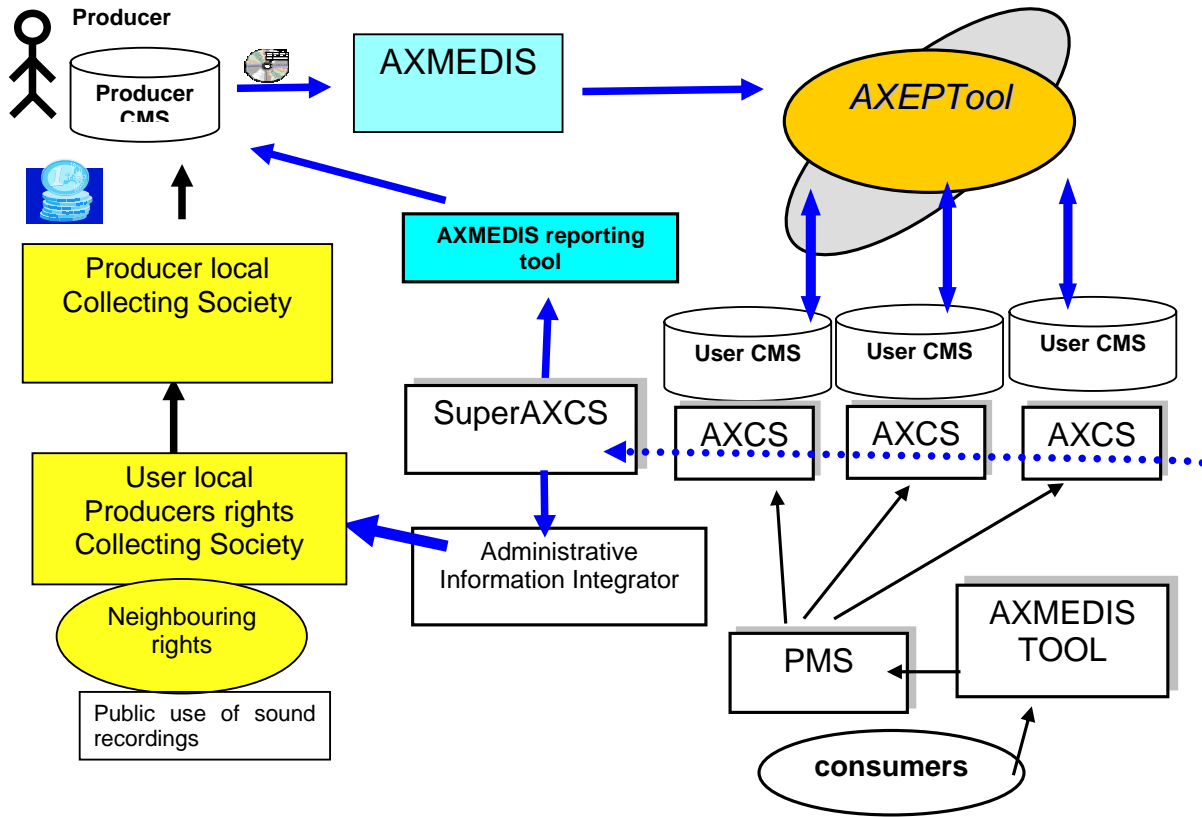 Producer
Producer
CMS
AXMEDIS
AXEPTool
AXMEDIS reporting
tool
Producer local
Collecting Society
User CMS
User CMS
User CMS
SuperAXCS
AXCS
AXCS
AXCS
User local
Producers rights
Collecting Society
Administrative
Information Integrator
Neighbouring
rights
Public use of sound
recordings
PMS
AXMEDIS
TOOL
consumers